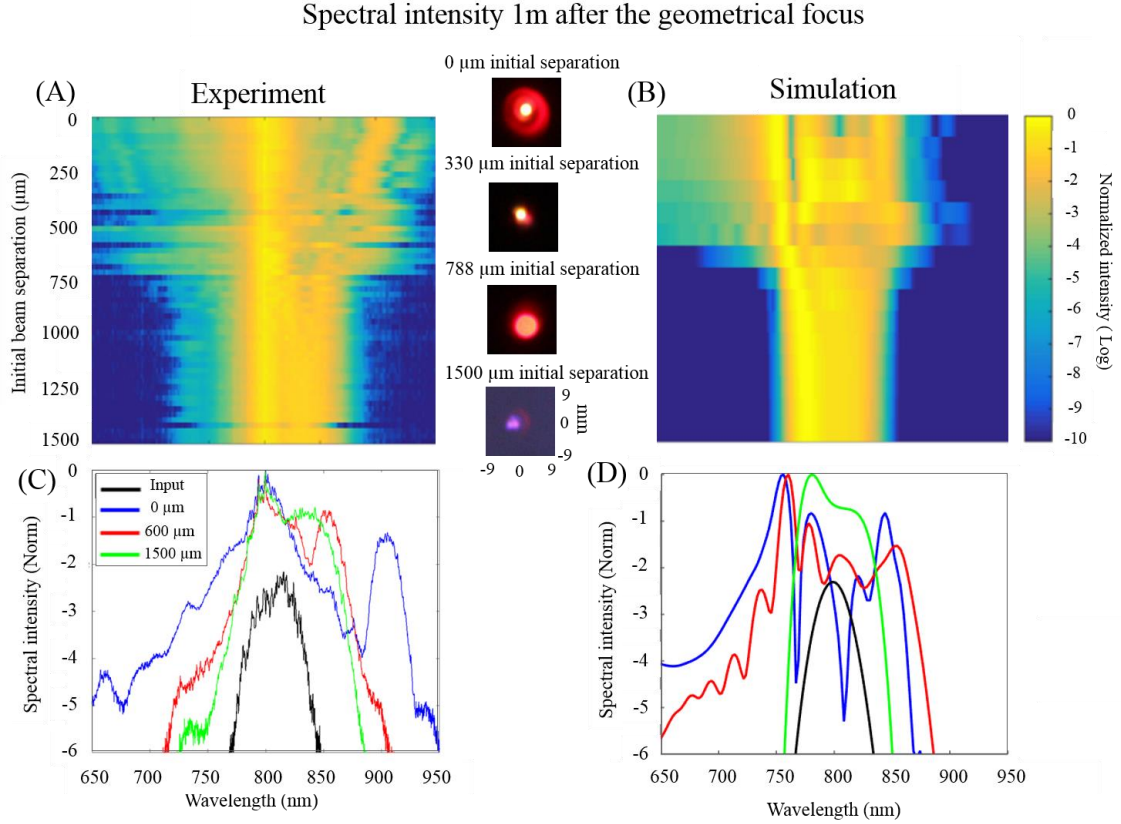 Spectral intensity 1m after the geometrical focus
(A)
Experiment
0
250
500
750
1000
1250
1500
Initial beam separation (µm)
0 µm initial separation
330 µm initial separation
788 µm initial separation
1500 µm initial separation
9
0
-9
mm
-9 0 9
(B)
Simulation
0
-1
-2
-3
-4
-5
-6
-7
-8
-9
-10
Normalized intensity ( Log)
(C)
Input
0 µm
600 µm
1500 µm
0
-1
-2
-3
-4
-5
-6
Spectral intensity (Norm)
650 700 750 800 850 900 950
Wavelength (nm)
(D)
0
-1
-2
-3
-4
-5
-6
Spectral intensity (Norm)
650 700 750 800 850 900 950
Wavelength (nm)